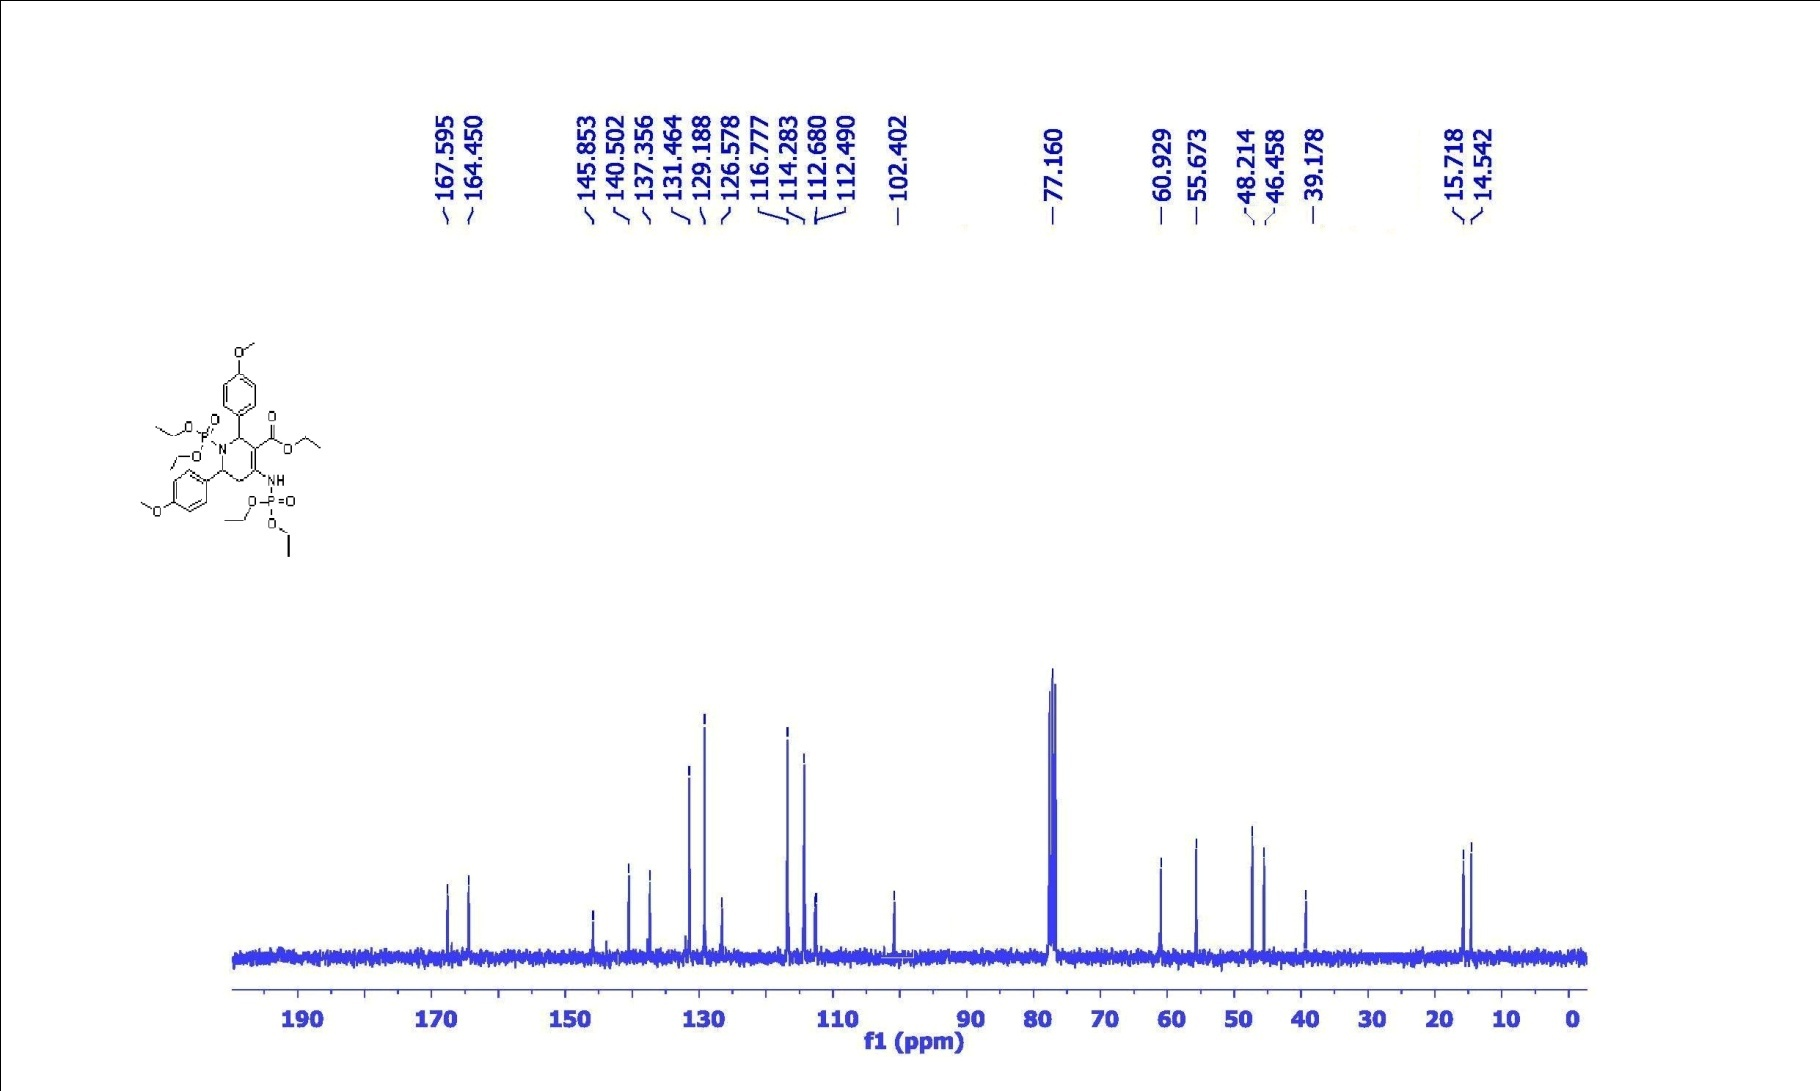 167.595
164.450
145.853
140.502
137.356
131.464
129.188
126.578
116.777
114.283
112.680
112.490
102.402
77.160
60.929
55.673
48.214
46.458
39.178
15.718
14.542
O
O
O O
P O
N O
O
NH
O P=O
O O
190 170 150 130 110 90 80 70 60 50 40 30 20 10 0
f1 (ppm)